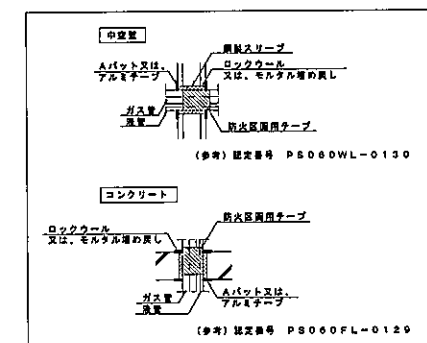 中空壁
鋼製スリーブ
Aパット又は、
アルミテープ
ロックウール
又は、モルタル埋め戻し
ガス管
液管
防火区画用テープ
(参考) 認定番号 PS060WL-0130
コンクリート
防火区画用テープ
ロックウール
又は、モルタル埋め戻し
Aパット又は、
アルミテープ
ガス管
液管
(参考) 認定番号 PS060FL-0129